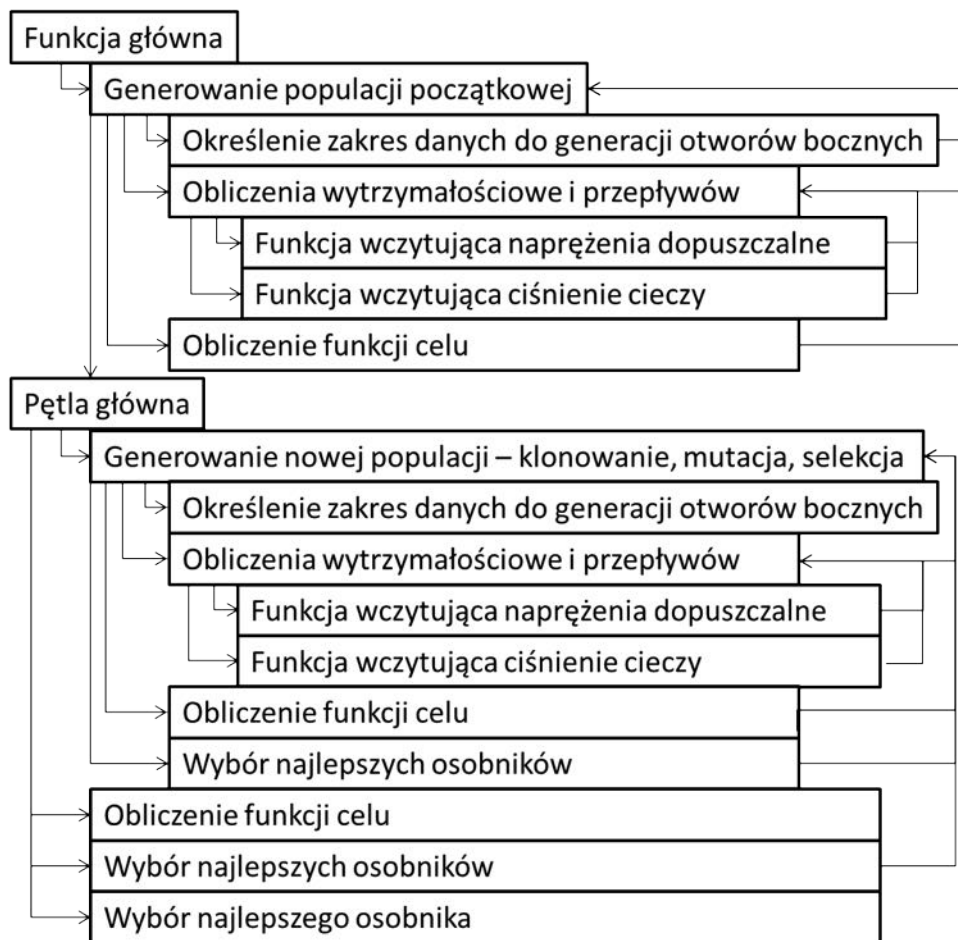 Funkcja główna
Generowanie populacji początkowej
Określenie zakres danych do generacji otworów bocznych
Obliczenia wytrzymałościowe i przepływów
Funkcja wczytująca naprężenia dopuszczalne
Funkcja wczytująca ciśnienie cieczy
Obliczenie funkcji celu
Pętla główna
Generowanie nowej populacji – klonowanie, mutacja, selekcja
Określenie zakres danych do generacji otworów bocznych
Obliczenia wytrzymałościowe i przepływów
Funkcja wczytująca naprężenia dopuszczalne
Funkcja wczytująca ciśnienie cieczy
Obliczenie funkcji celu
Wybór najlepszych osobników
Obliczenie funkcji celu
Wybór najlepszych osobników
Wybór najlepszego osobnika